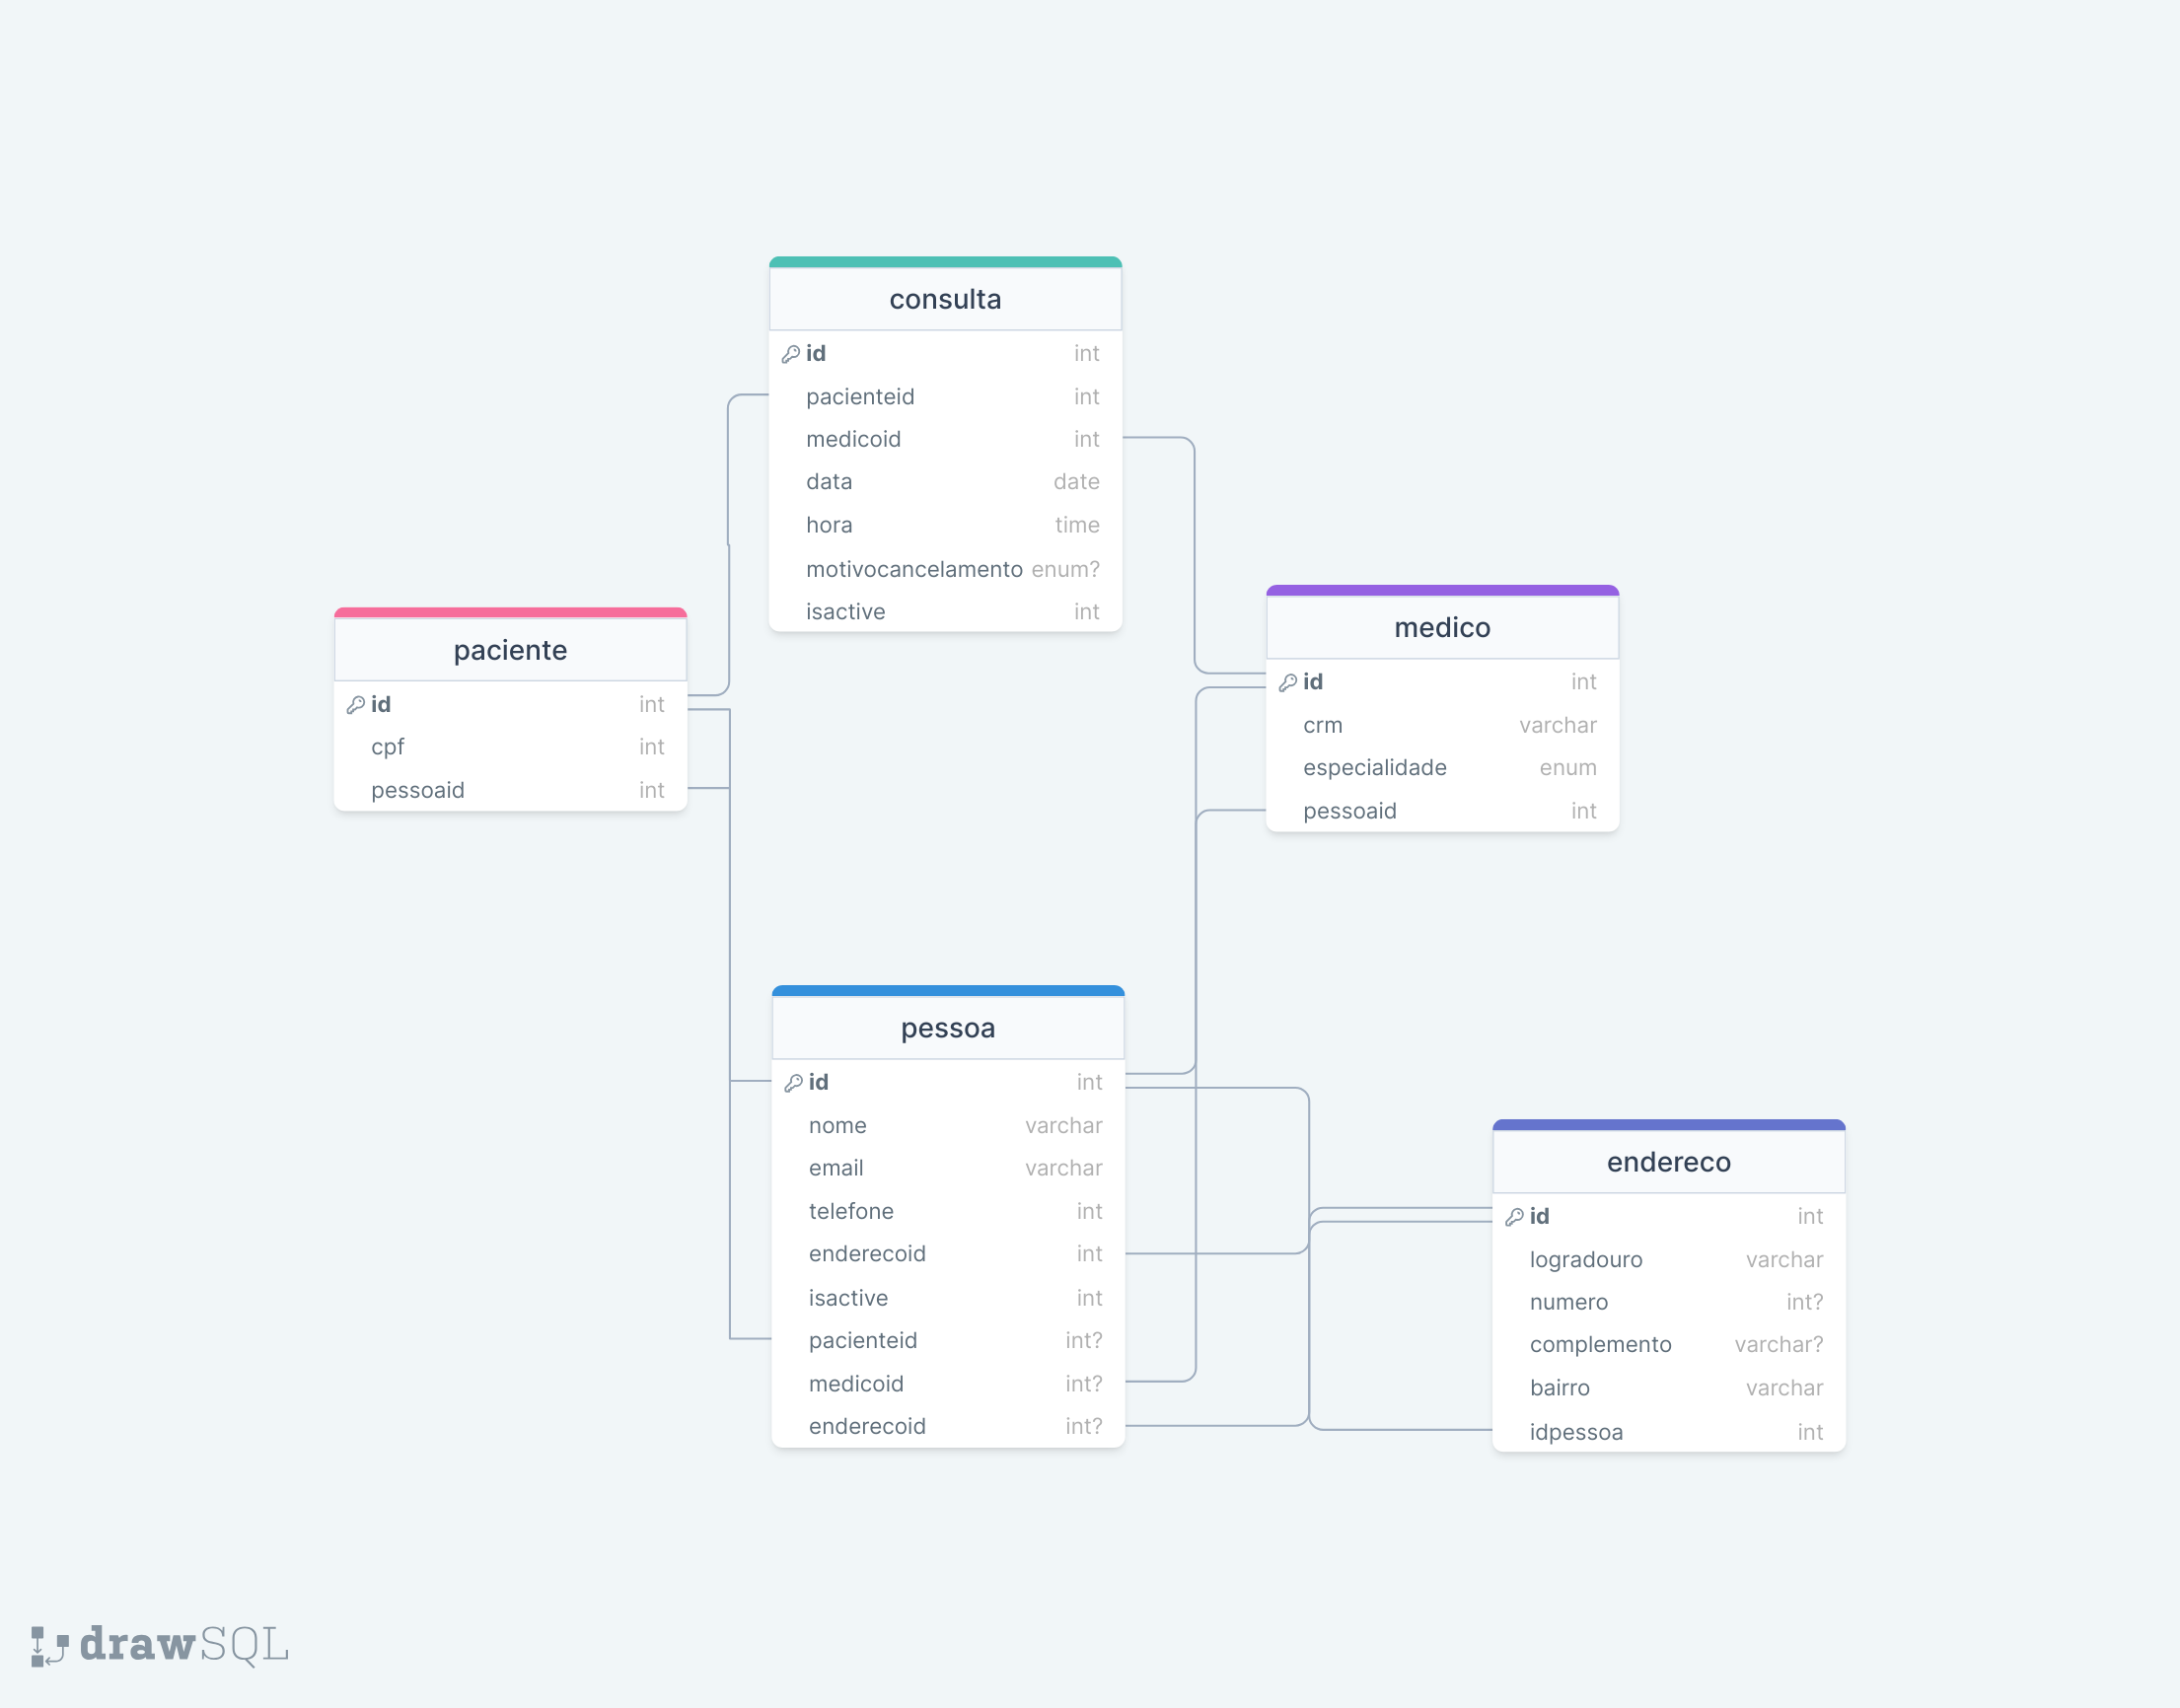 consulta
id int
pacienteid int
medicoid int
data date
hora time
motivocancelamento enum?
isactive int
paciente
id int
cpf int
pessoaid int
medico
id int
crm varchar
especialidade enum
pessoaid int
pessoa
id int
nome varchar
email varchar
telefone int
enderecoid int
isactive int
pacienteid int?
medicoid int?
enderecoid int?
endereco
id int
logradouro varchar
numero int?
complemento varchar?
bairro varchar
idpessoa int
drawSQL